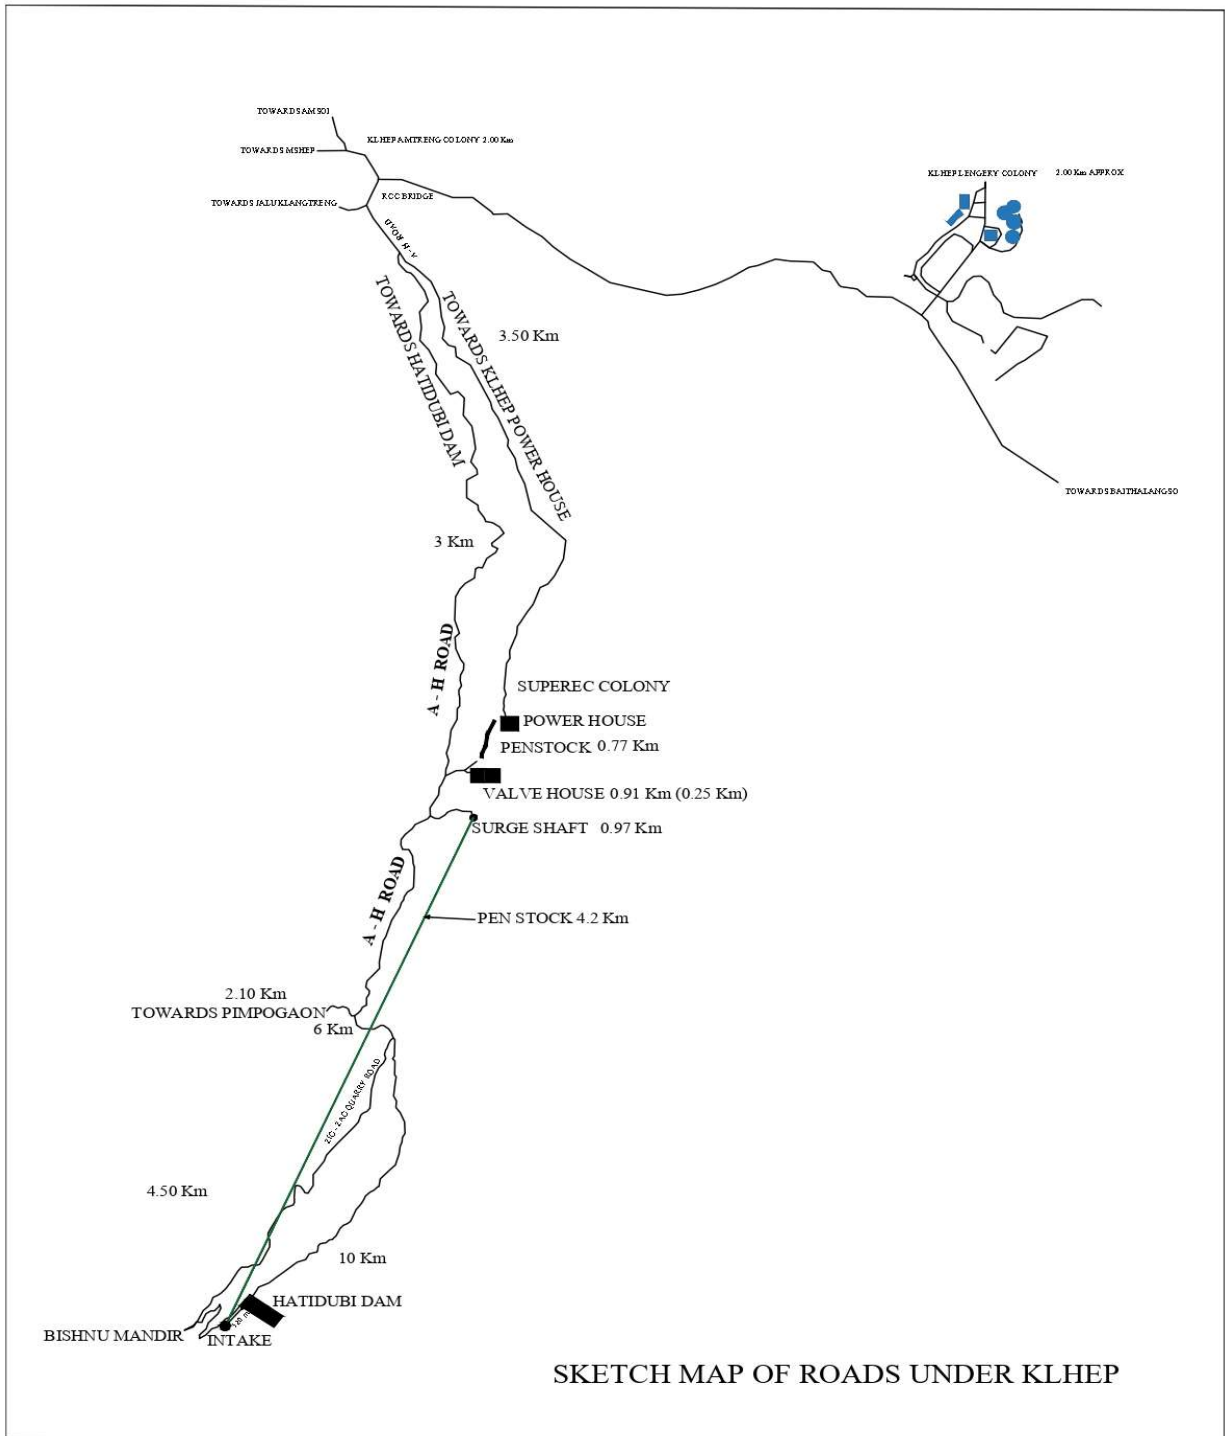 TOWARDS AMSOI
KLHEP AMTRENG COLONY 2.00 Km
TOWARDS MSHEP
KLHEP LENGERY COLONY 2.00 Km APPROX
RCC BRIDGE
TOWARDS JALUKLANGTRENG
A - H ROAD
TOWARDS HATIDUBI DAM
TOWARDS KLHEP POWER HOUSE
3.50 Km
TOWARDS BAITHALANGSO
3 Km
A - H ROAD
SUPEREC COLONY
POWER HOUSE
PENSTOCK 0.77 Km
VALVE HOUSE 0.91 Km (0.25 Km)
SURGE SHAFT 0.97 Km
A - H ROAD
PEN STOCK 4.2 Km
2.10 Km
TOWARDS PIMPOGAON
6 Km
ZIG - ZAG QUARRY ROAD
4.50 Km
10 Km
HATIDUBI DAM
BISHNU MANDIR
INTAKE
SKETCH MAP OF ROADS UNDER KLHEP